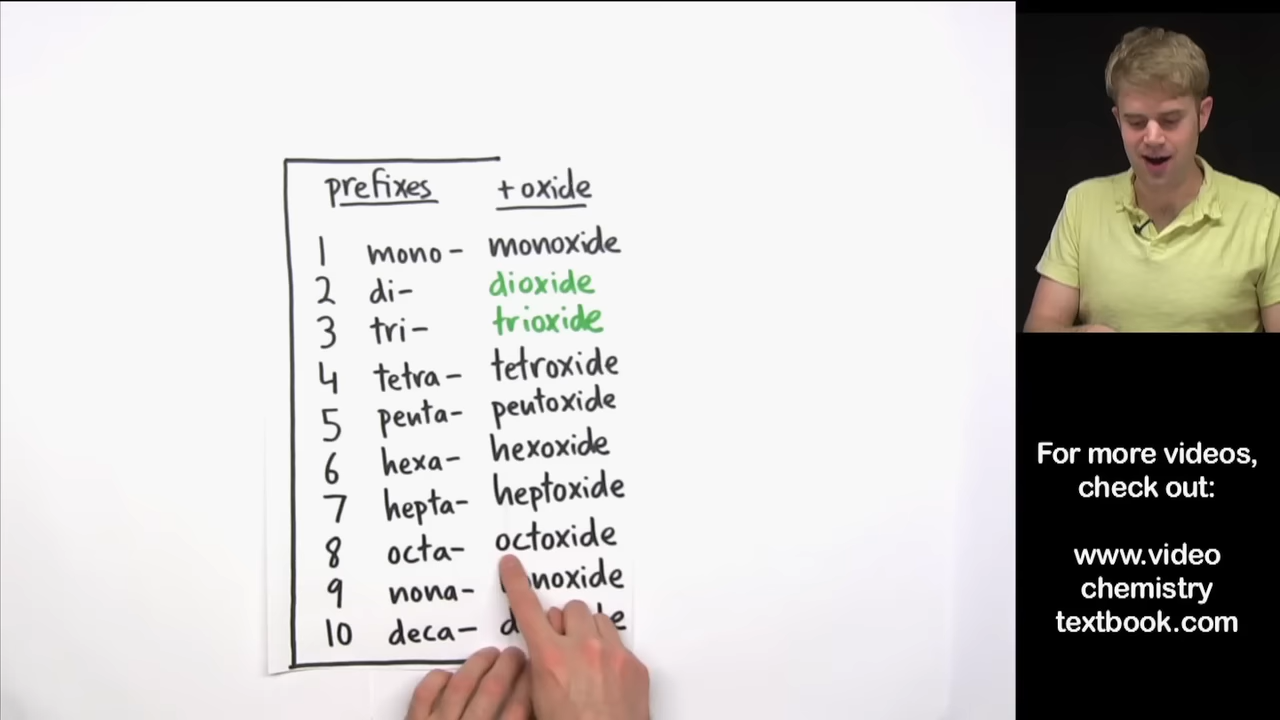 prefixes + oxide
1 mono- monoxide
2 di- dioxide
3 tri- trioxide
4 tetra- tetroxide
5 penta- pentoxide
6 hexa- hexoxide
7 hepta- heptoxide
8 octa- octoxide
9 nona-
10 deca-
For more videos,
check out:
www.video
chemistry
textbook.com